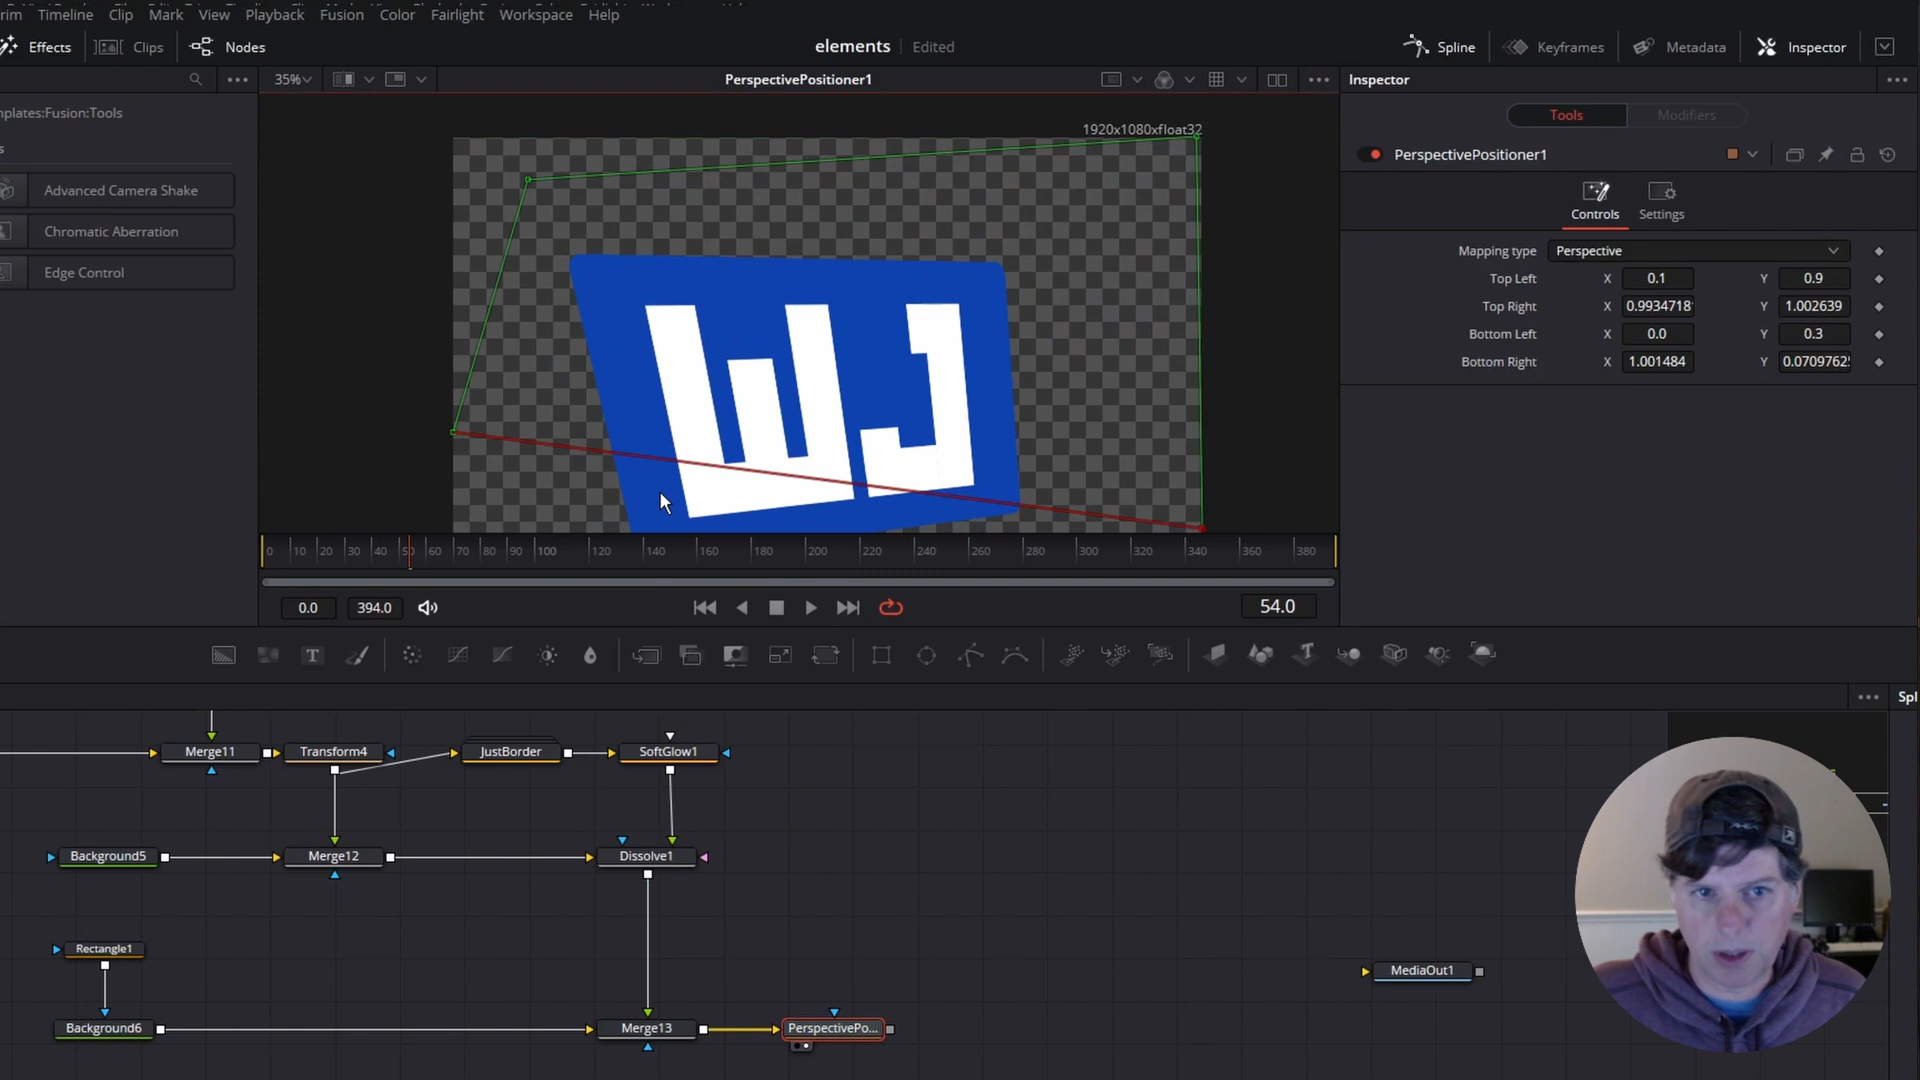 rim Timeline Clip Mark View Playback Fusion Color Fairlight Workspace Help
Effects Clips Nodes elements Edited Spline Keyframes Metadata Inspector
35% PerspectivePositioner1 Inspector
mplates:Fusion:Tools
s
Advanced Camera Shake
Chromatic Aberration
Edge Control
1920x1080xfloat32
WJ
Tools Modifiers
PerspectivePositioner1
Controls Settings
Mapping type Perspective
Top Left X 0.1 Y 0.9
Top Right X 0.9934718 Y 1.002639
Bottom Left X 0.0 Y 0.3
Bottom Right X 1.001484 Y 0.0709762
0 10 20 30 40 50 60 70 80 90 100 120 140 160 180 200 220 240 260 280 300 320 340 360 380
0.0 394.0 54.0
T
Spl
Merge11 Transform4 JustBorder SoftGlow1
Background5 Merge12 Dissolve1
Rectangle1
MediaOut1
Background6 Merge13 PerspectivePo...